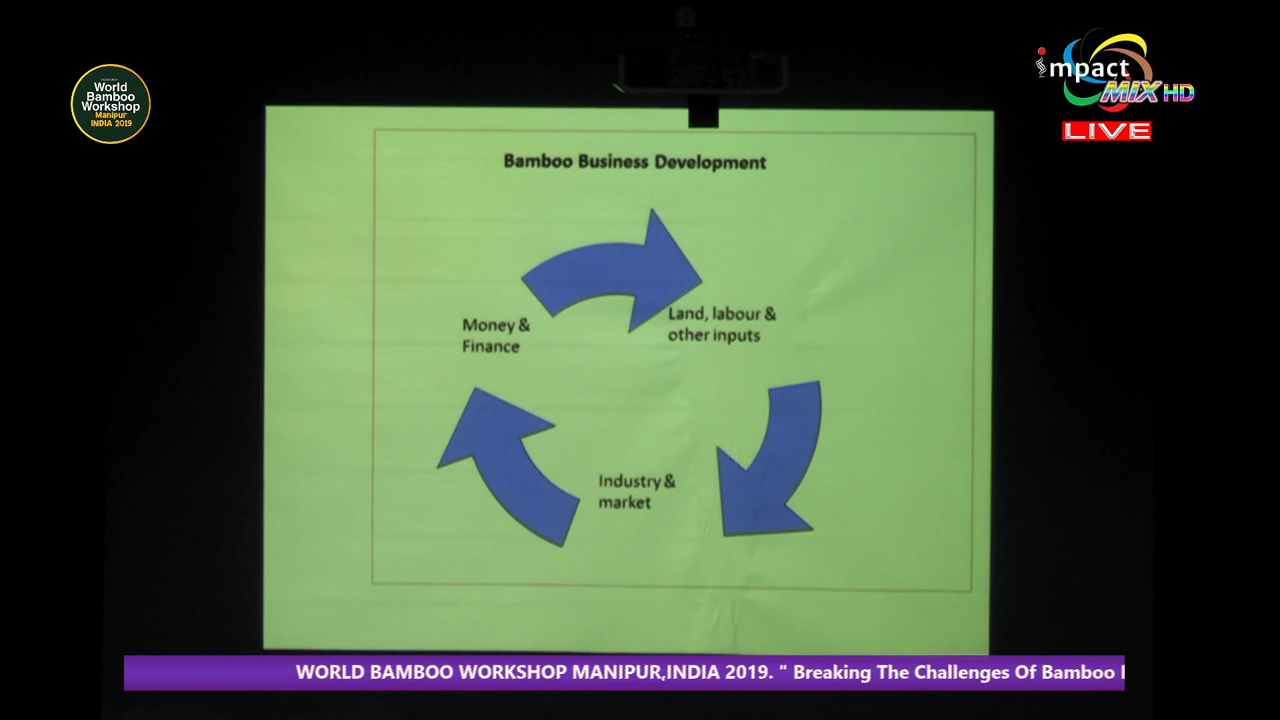 World
Bamboo
Workshop
Manipur
INDIA 2019
impact
MIX HD
LIVE
Bamboo Business Development
Money &
Finance
Land, labour &
other inputs
Industry &
market
WORLD BAMBOO WORKSHOP MANIPUR,INDIA 2019. " Breaking The Challenges Of Bamboo